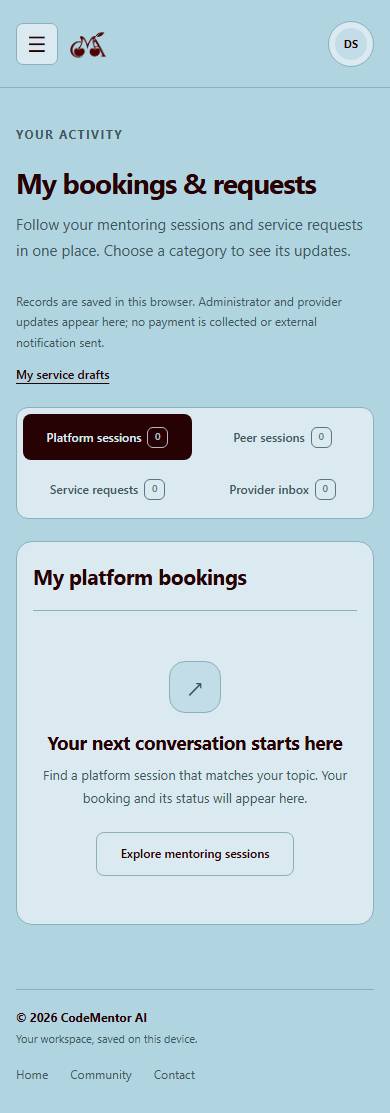 DS
YOUR ACTIVITY
My bookings & requests
Follow your mentoring sessions and service requests
in one place. Choose a category to see its updates.
Records are saved in this browser. Administrator and provider
updates appear here; no payment is collected or external
notification sent.
My service drafts
Platform sessions 0
Peer sessions 0
Service requests 0
Provider inbox 0
My platform bookings
Your next conversation starts here
Find a platform session that matches your topic. Your
booking and its status will appear here.
Explore mentoring sessions
© 2026 CodeMentor AI
Your workspace, saved on this device.
Home Community Contact